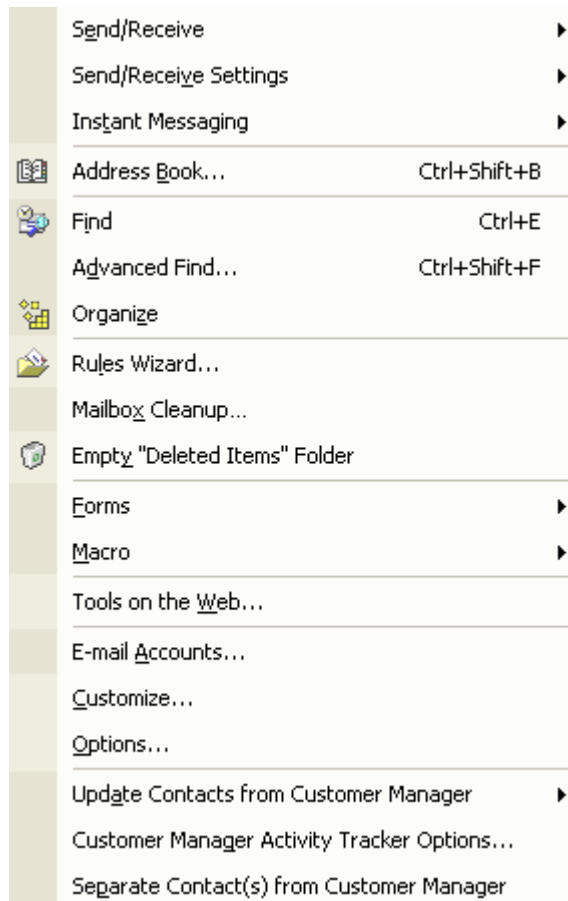 Send/Receive
Send/Receive Settings
Instant Messaging
Address Book... Ctrl+Shift+B
Find Ctrl+E
Advanced Find... Ctrl+Shift+F
Organize
Rules Wizard...
Mailbox Cleanup...
Empty "Deleted Items" Folder
Forms
Macro
Tools on the Web...
E-mail Accounts...
Customize...
Options...
Update Contacts from Customer Manager
Customer Manager Activity Tracker Options...
Separate Contact(s) from Customer Manager